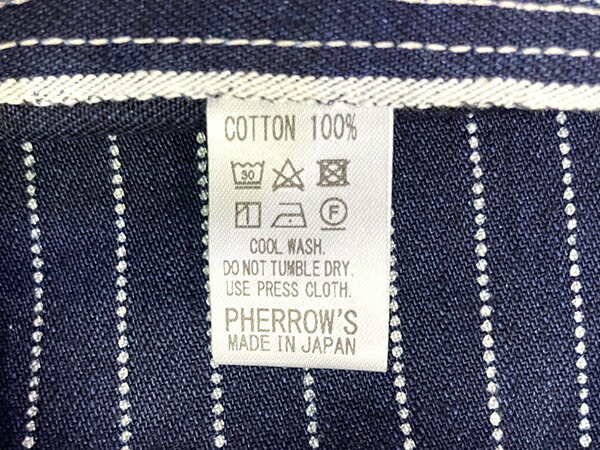 COTTON 100%
30
F
COOL WASH.
DO NOT TUMBLE DRY.
USE PRESS CLOTH.
PHERROW'S
MADE IN JAPAN